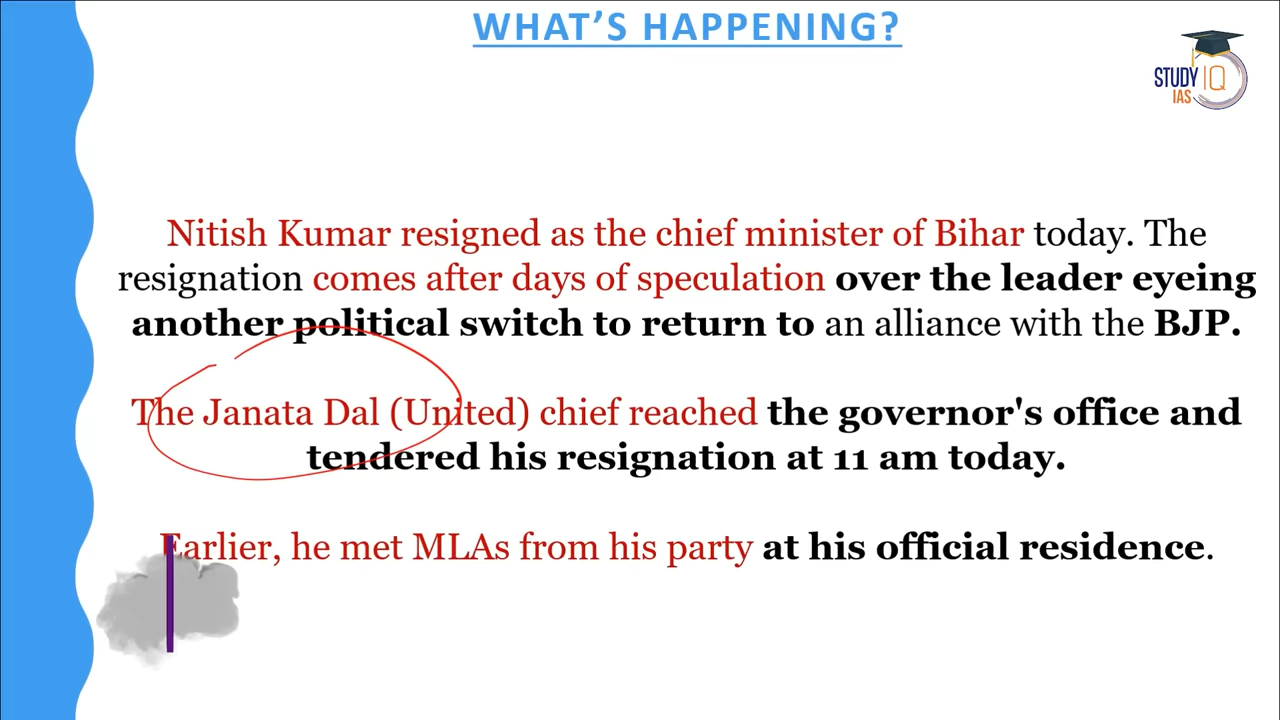 WHAT'S HAPPENING?
STUDY IQ
IAS
Nitish Kumar resigned as the chief minister of Bihar today. The
resignation comes after days of speculation over the leader eyeing
another political switch to return to an alliance with the BJP.
The Janata Dal (United) chief reached the governor's office and
tendered his resignation at 11 am today.
Earlier, he met MLAs from his party at his official residence.